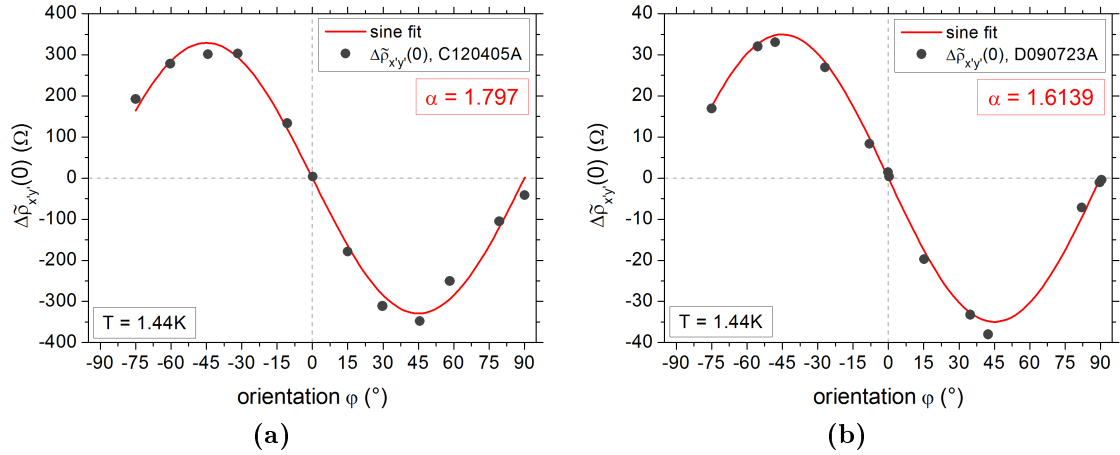 400
300
200
100
0
-100
-200
-300
-400
Δρ̃x'y'(0) (Ω)
sine fit
Δρ̃x'y'(0), C120405A
α = 1.797
T = 1.44K
-90 -75 -60 -45 -30 -15 0 15 30 45 60 75 90
orientation φ (°)
(a)
40
30
20
10
0
-10
-20
-30
-40
Δρ̃x'y'(0) (Ω)
sine fit
Δρ̃x'y'(0), D090723A
α = 1.6139
T = 1.44K
-90 -75 -60 -45 -30 -15 0 15 30 45 60 75 90
orientation φ (°)
(b)